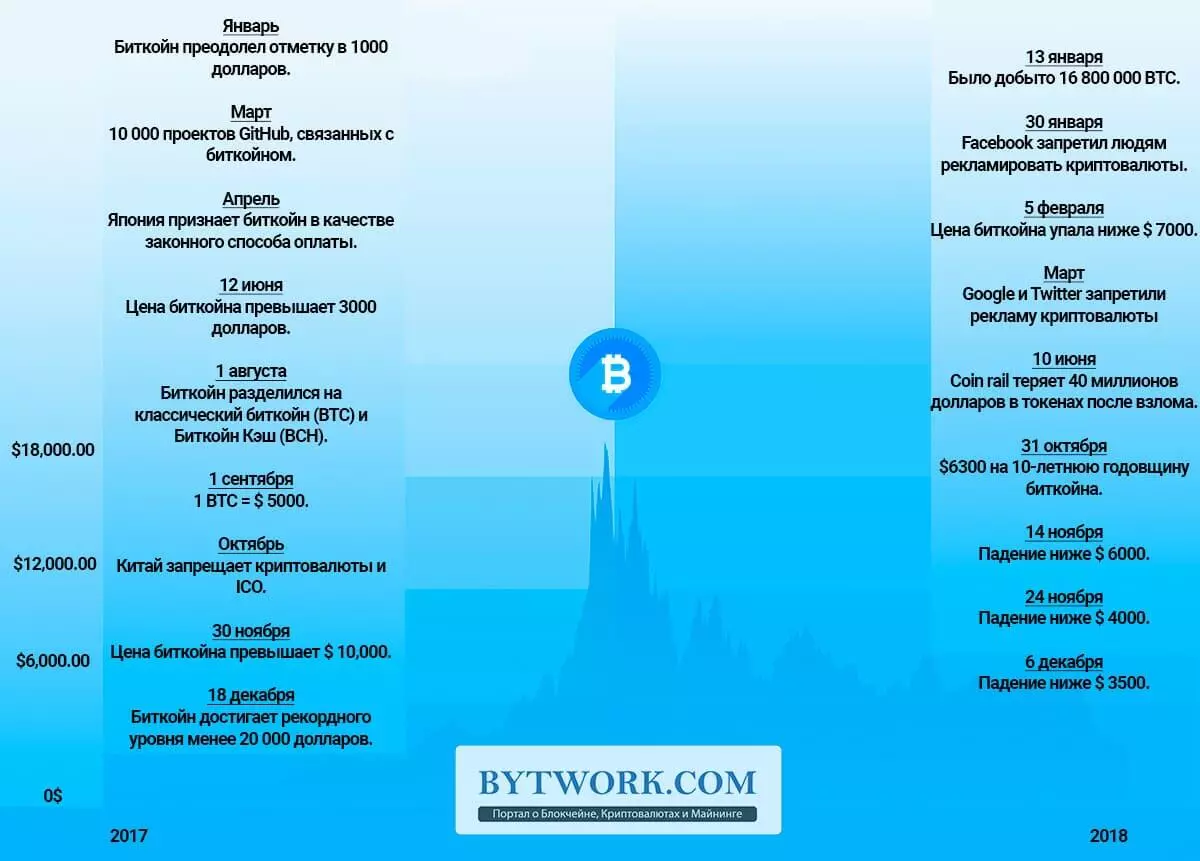 Январь
Биткойн преодолел отметку в 1000
долларов.
Март
10 000 проектов GitHub, связанных с
биткойном.
Апрель
Япония признает биткойн в качестве
законного способа оплаты.
12 июня
Цена биткойна превышает 3000
долларов.
1 августа
Биткойн разделился на
классический биткойн (BTC) и
Биткойн Кэш (BCH).
1 сентября
1 BTC = $ 5000.
Октябрь
Китай запрещает криптовалюты и
ICO.
30 ноября
Цена биткойна превышает $ 10,000.
18 декабря
Биткойн достигает рекордного
уровня менее 20 000 долларов.
$18,000.00
$12,000.00
$6,000.00
0$
2017
13 января
Было добыто 16 800 000 BTC.
30 января
Facebook запретил людям
рекламировать криптовалюты.
5 февраля
Цена биткойна упала ниже $ 7000.
Март
Google и Twitter запретили
рекламу криптовалюты
10 июня
Coin rail теряет 40 миллионов
долларов в токенах после взлома.
31 октября
$6300 на 10-летнюю годовщину
биткойна.
14 ноября
Падение ниже $ 6000.
24 ноября
Падение ниже $ 4000.
6 декабря
Падение ниже $ 3500.
2018
BYTWORK.COM
Портал о Блокчейне, Криптовалютах и Майнинге